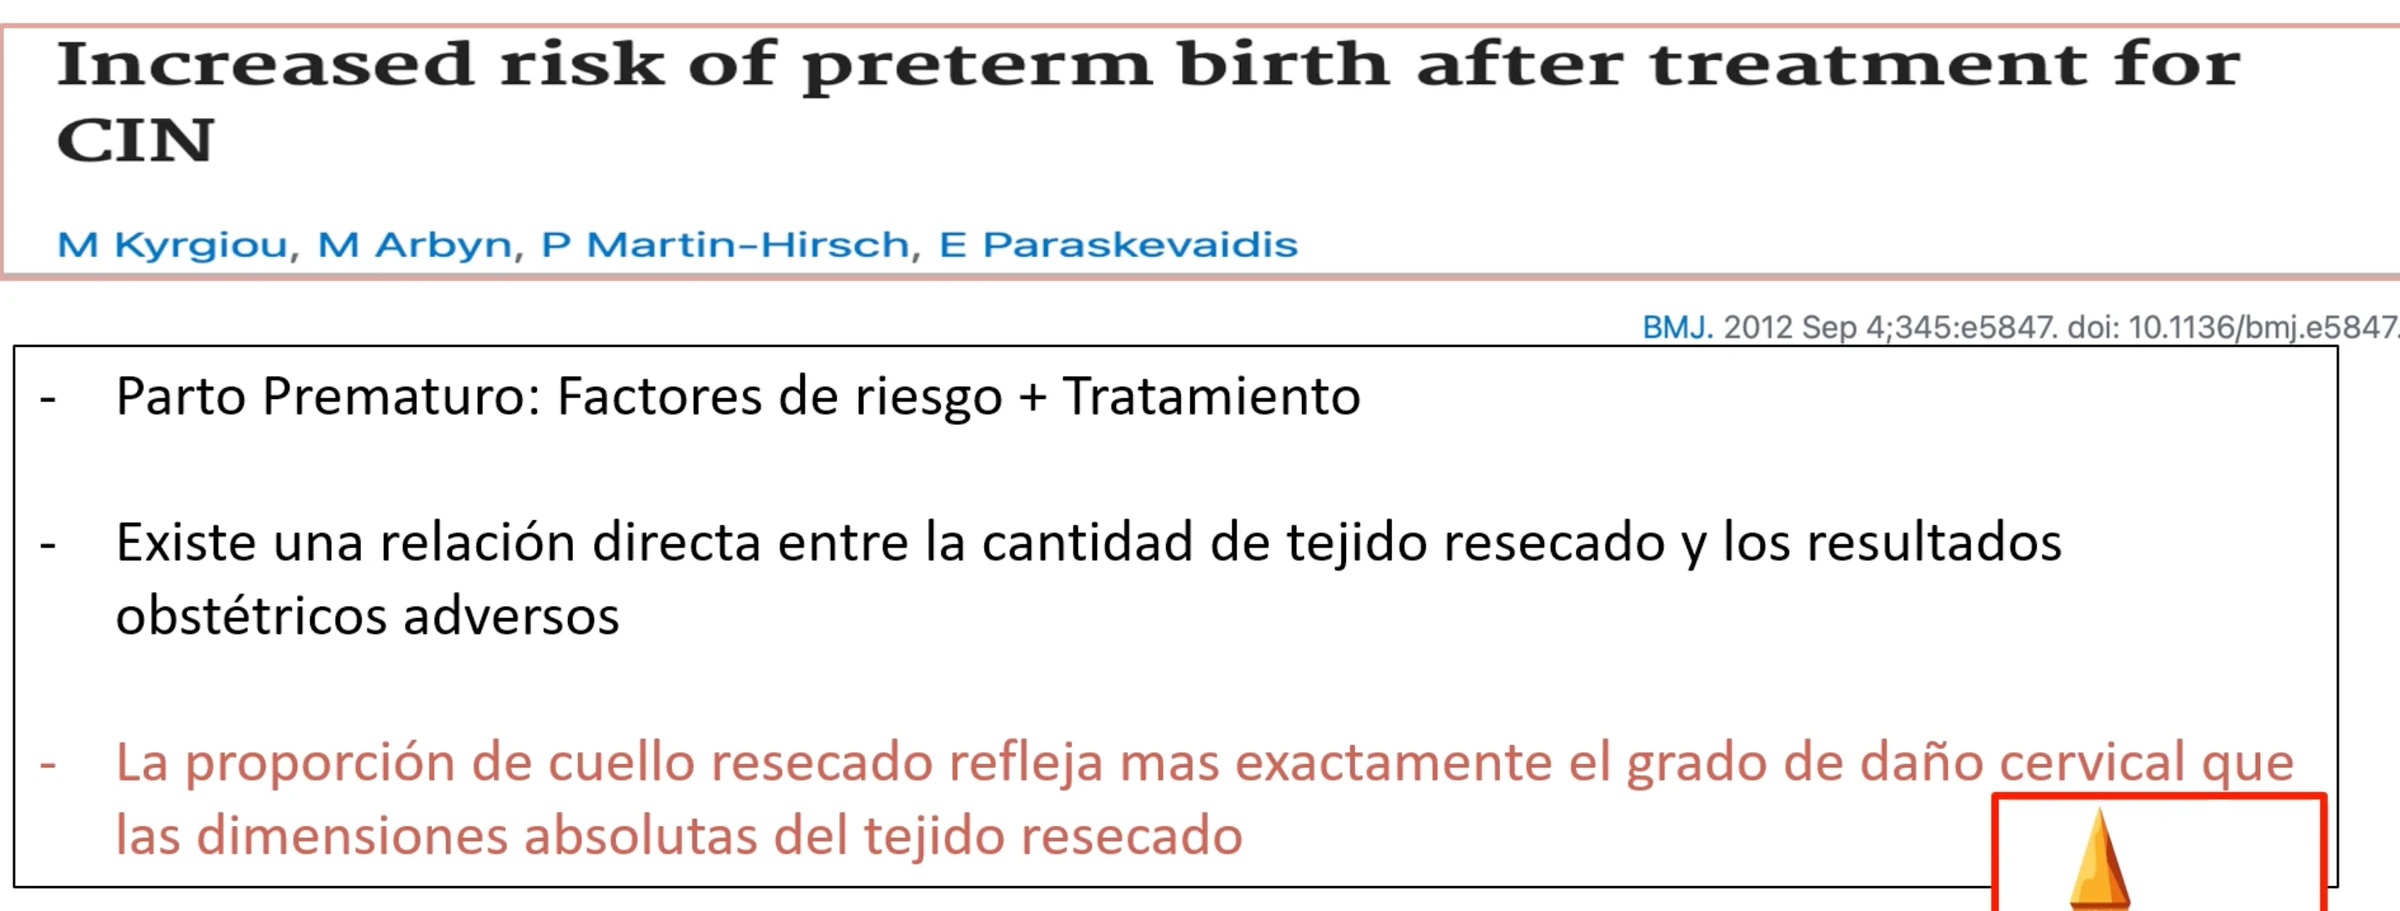 Increased risk of preterm birth after treatment for
CIN
M Kyrgiou, M Arbyn, P Martin-Hirsch, E Paraskevaidis
BMJ. 2012 Sep 4;345:e5847. doi: 10.1136/bmj.e5847.
- Parto Prematuro: Factores de riesgo + Tratamiento
- Existe una relación directa entre la cantidad de tejido resecado y los resultados
obstétricos adversos
- La proporción de cuello resecado refleja mas exactamente el grado de daño cervical que
las dimensiones absolutas del tejido resecado